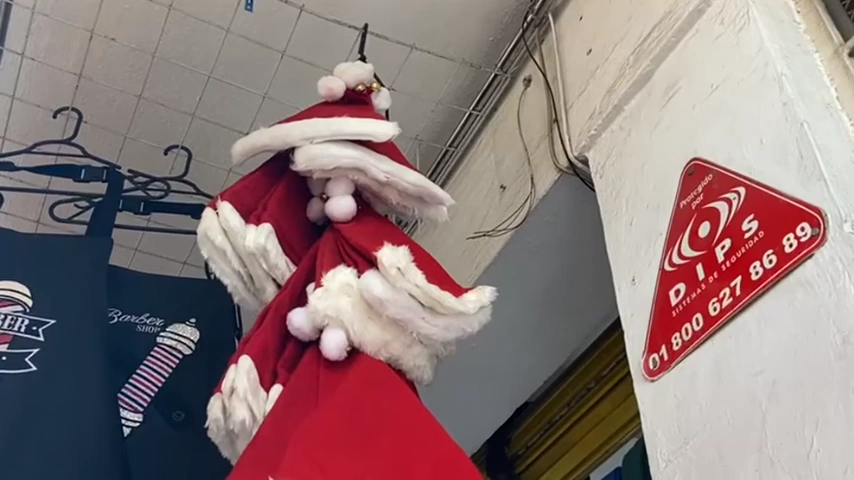 BER
Barber
SHOP
Protegido
por
DIPS
SISTEMAS DE SEGURIDAD
01 800 627 86 89